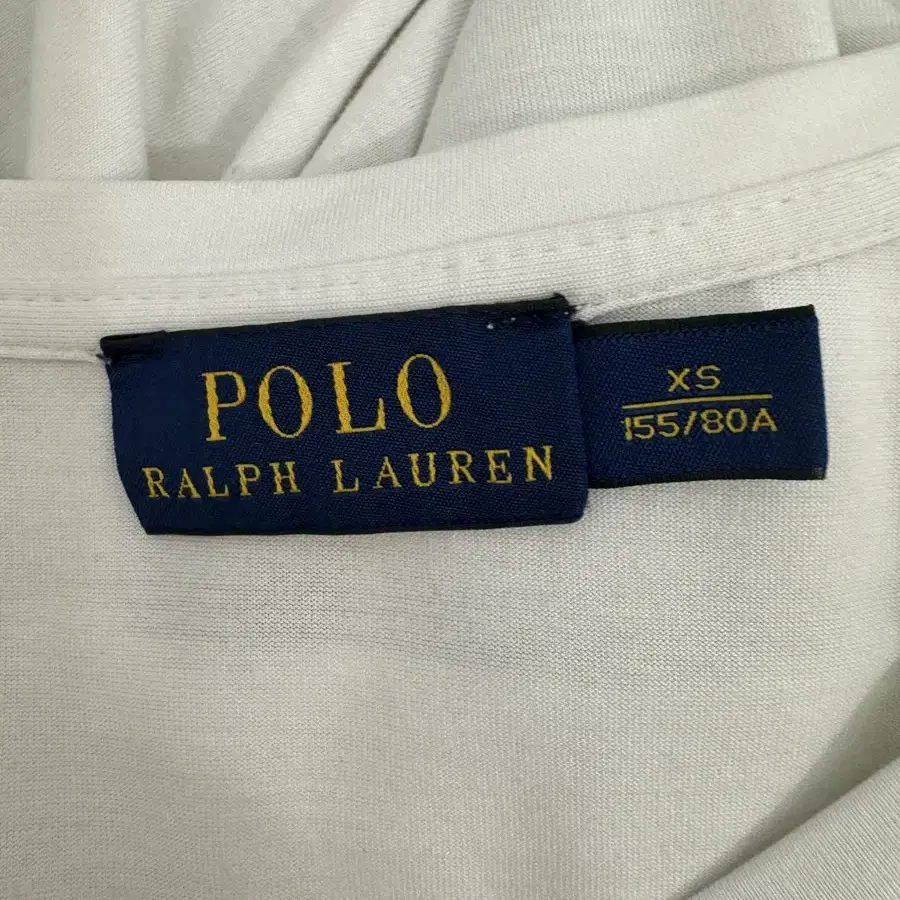 POLO
RALPH LAUREN
XS
155/80A